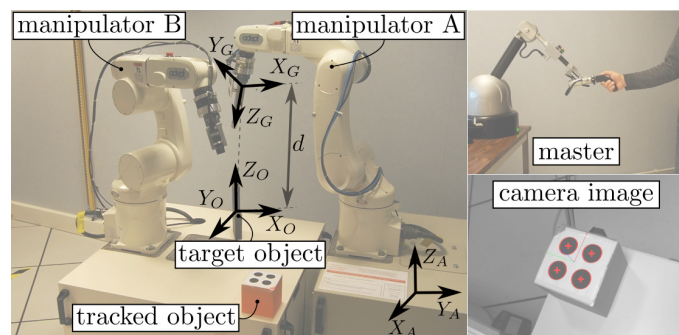 manipulator B
manipulator A
Y_G
X_G
Z_G
d
Z_O
Y_O
X_O
target object
tracked object
Z_A
Y_A
X_A
master
camera image